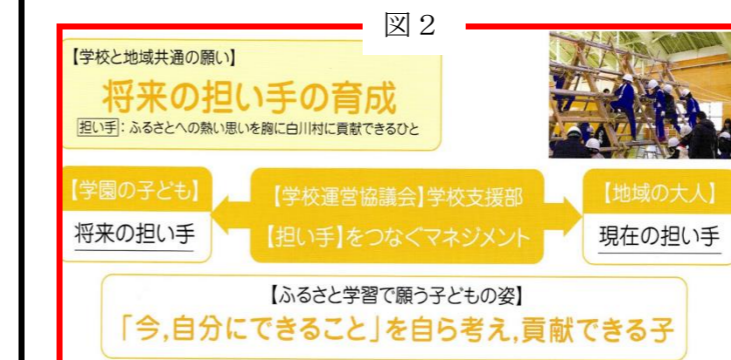 図2
【学校と地域共通の願い】
将来の担い手の育成
担い手:ふるさとへの熱い思いを胸に白川村に貢献できるひと
【学園の子ども】
将来の担い手
【学校運営協議会】学校支援部
【担い手】をつなぐマネジメント
【地域の大人】
現在の担い手
【ふるさと学習で願う子どもの姿】
「今,自分にできること」を自ら考え,貢献できる子